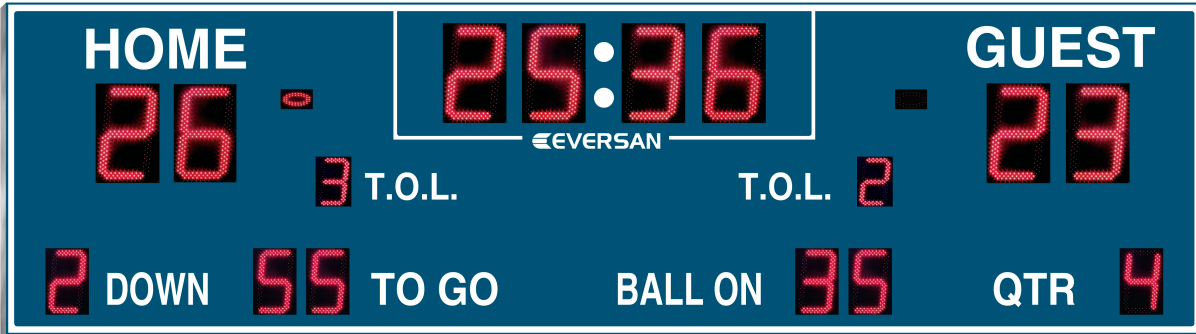 HOME 25:36 GUEST
26 23
EVERSAN
3 T.O.L. T.O.L. 2
2 DOWN 55 TO GO BALL ON 35 QTR 4